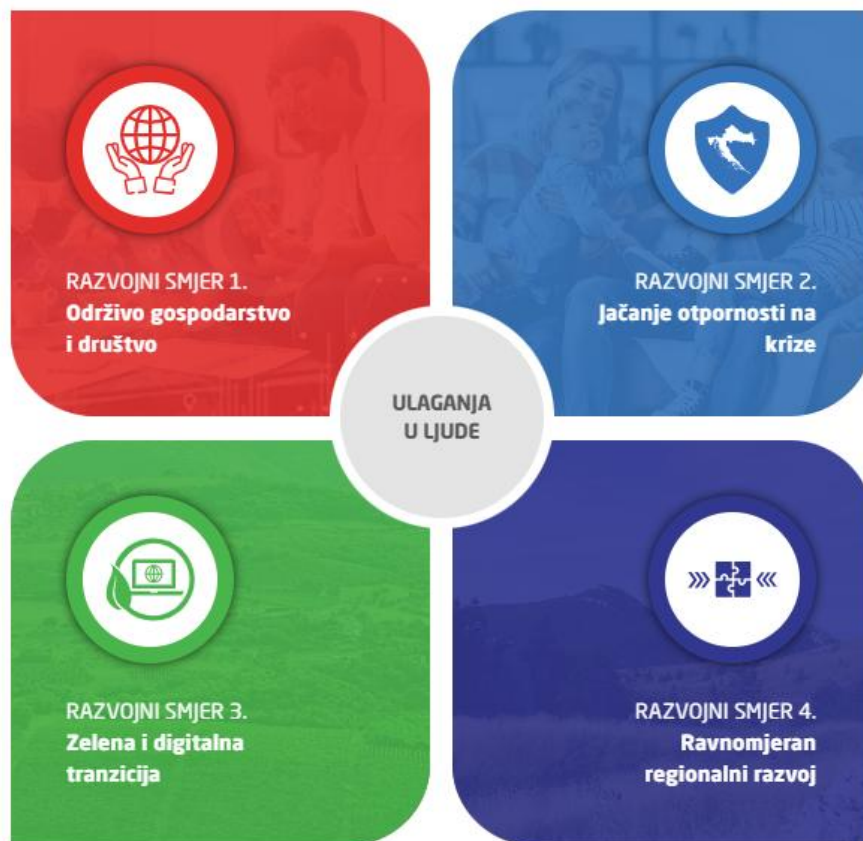 RAZVOJNI SMJER 1.
Održivo gospodarstvo
i društvo
RAZVOJNI SMJER 2.
Jačanje otpornosti na
krize
ULAGANJA
U LJUDE
RAZVOJNI SMJER 3.
Zelena i digitalna
tranzicija
RAZVOJNI SMJER 4.
Ravnomjeran
regionalni razvoj